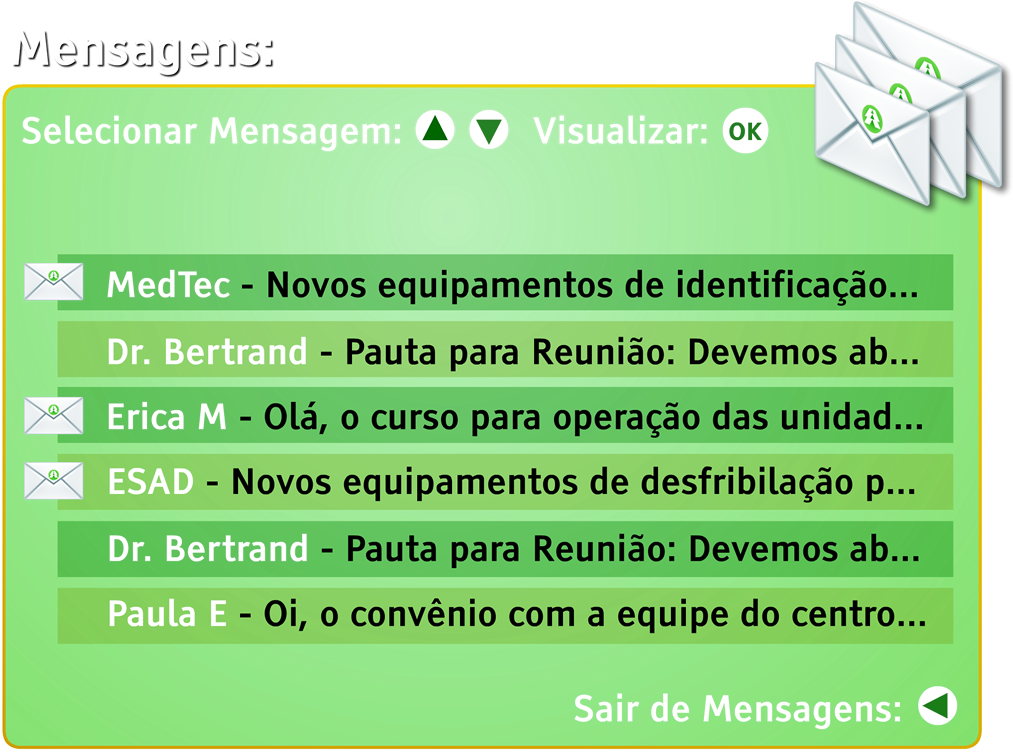 Mensagens:
Selecionar Mensagem: ▲ ▼ Visualizar: OK
MedTec - Novos equipamentos de identificação...
Dr. Bertrand - Pauta para Reunião: Devemos ab...
Erica M - Olá, o curso para operação das unidad...
ESAD - Novos equipamentos de desfribilação p...
Dr. Bertrand - Pauta para Reunião: Devemos ab...
Paula E - Oi, o convênio com a equipe do centro...
Sair de Mensagens: ◀